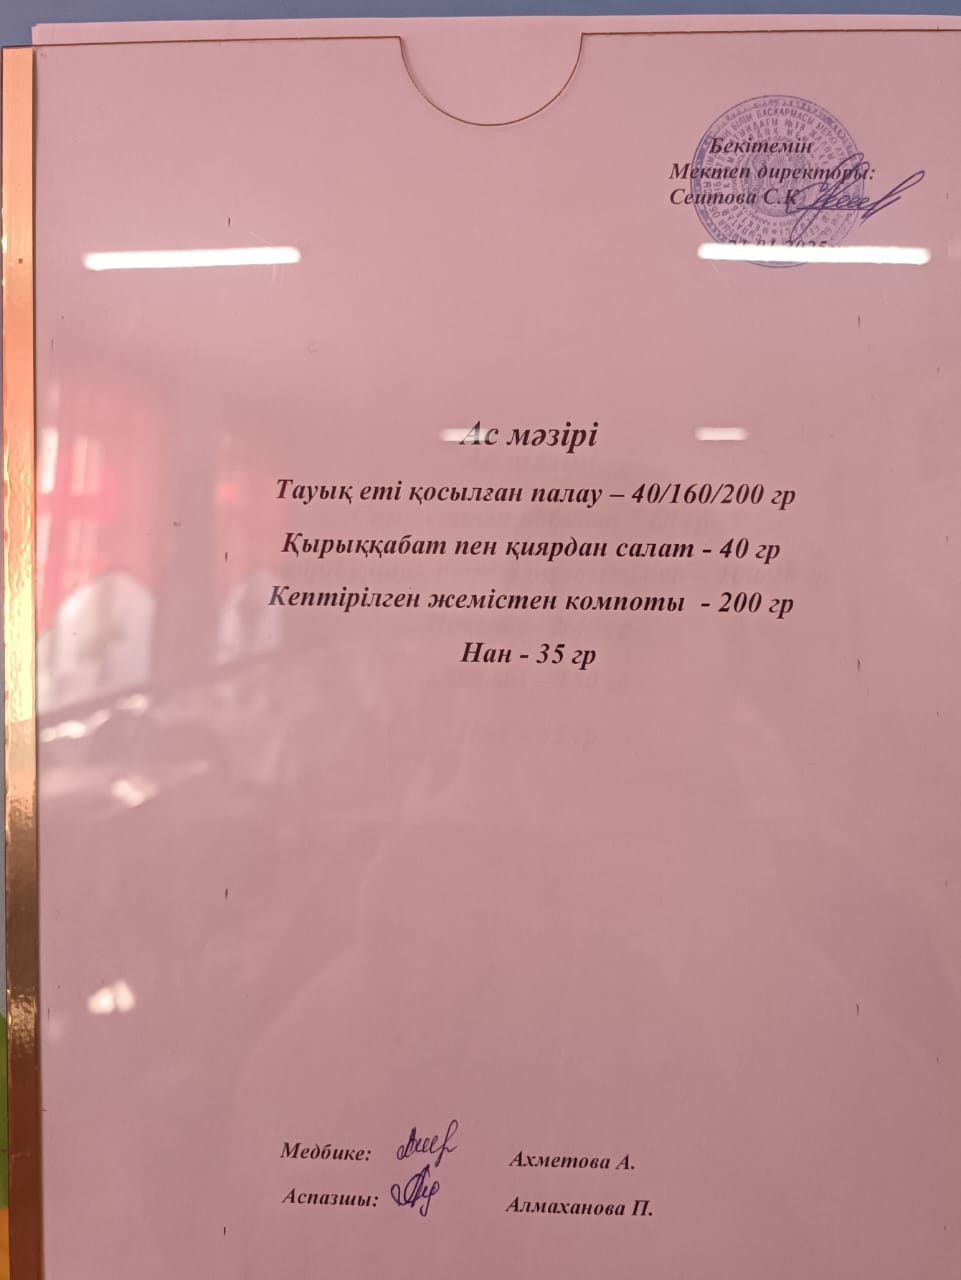 Бекітемін
Мектеп директоры:
Сеитова С.К
Ас мәзірі
Тауық еті қосылған палау – 40/160/200 гр
Қырыққабат пен қиярдан салат - 40 гр
Кептірілген жемістен компоты - 200 гр
Нан - 35 гр
Медбике: Ахметова А.
Аспазшы: Алмаханова П.